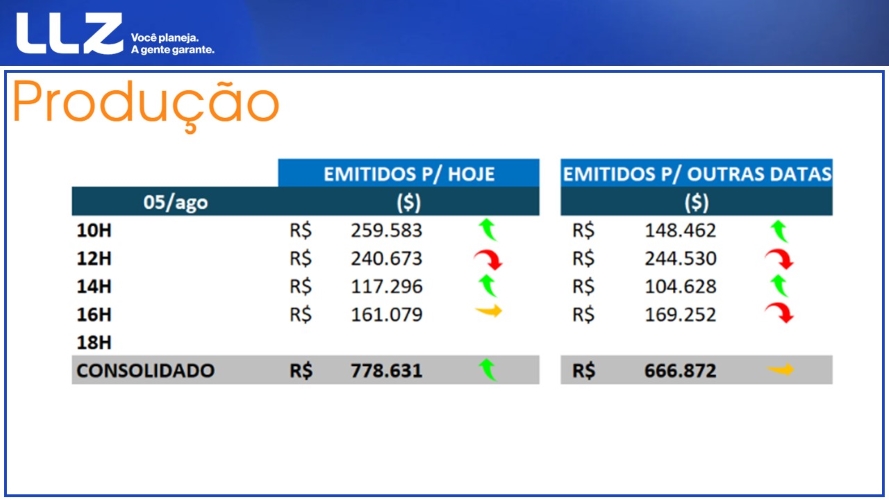 LLZ
Você planeja.
A gente garante.
Produção
EMITIDOS P/ HOJE EMITIDOS P/ OUTRAS DATAS
05/ago ($) ($)
10H R$ 259.583 R$ 148.462
12H R$ 240.673 R$ 244.530
14H R$ 117.296 R$ 104.628
16H R$ 161.079 R$ 169.252
18H
CONSOLIDADO R$ 778.631 R$ 666.872